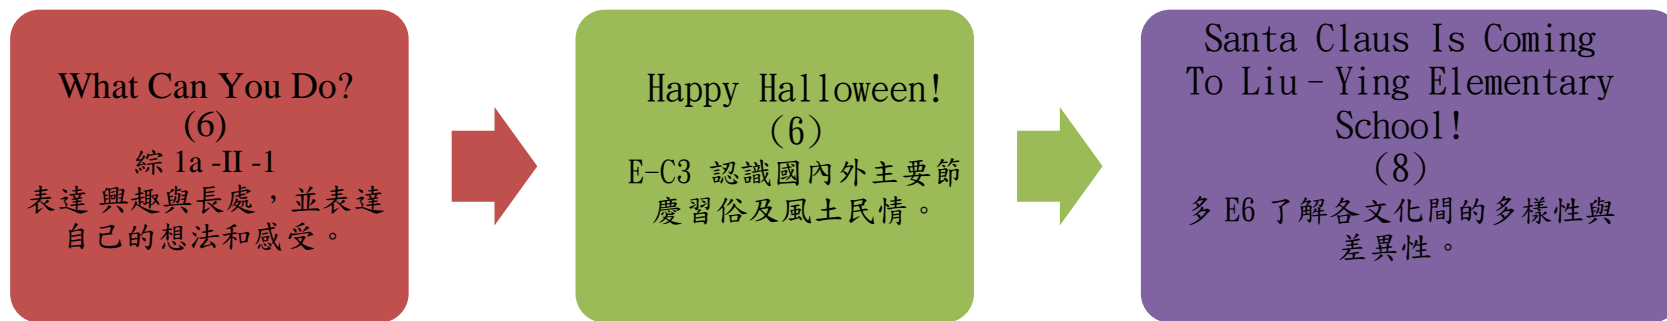 What Can You Do?
(6)
綜 1a -II -1
表達 興趣與長處，並表達
自己的想法和感受。
Happy Halloween!
(6)
E-C3 認識國內外主要節
慶習俗及風土民情。
Santa Claus Is Coming
To Liu–Ying Elementary
School!
(8)
多 E6 了解各文化間的多樣性與
差異性。